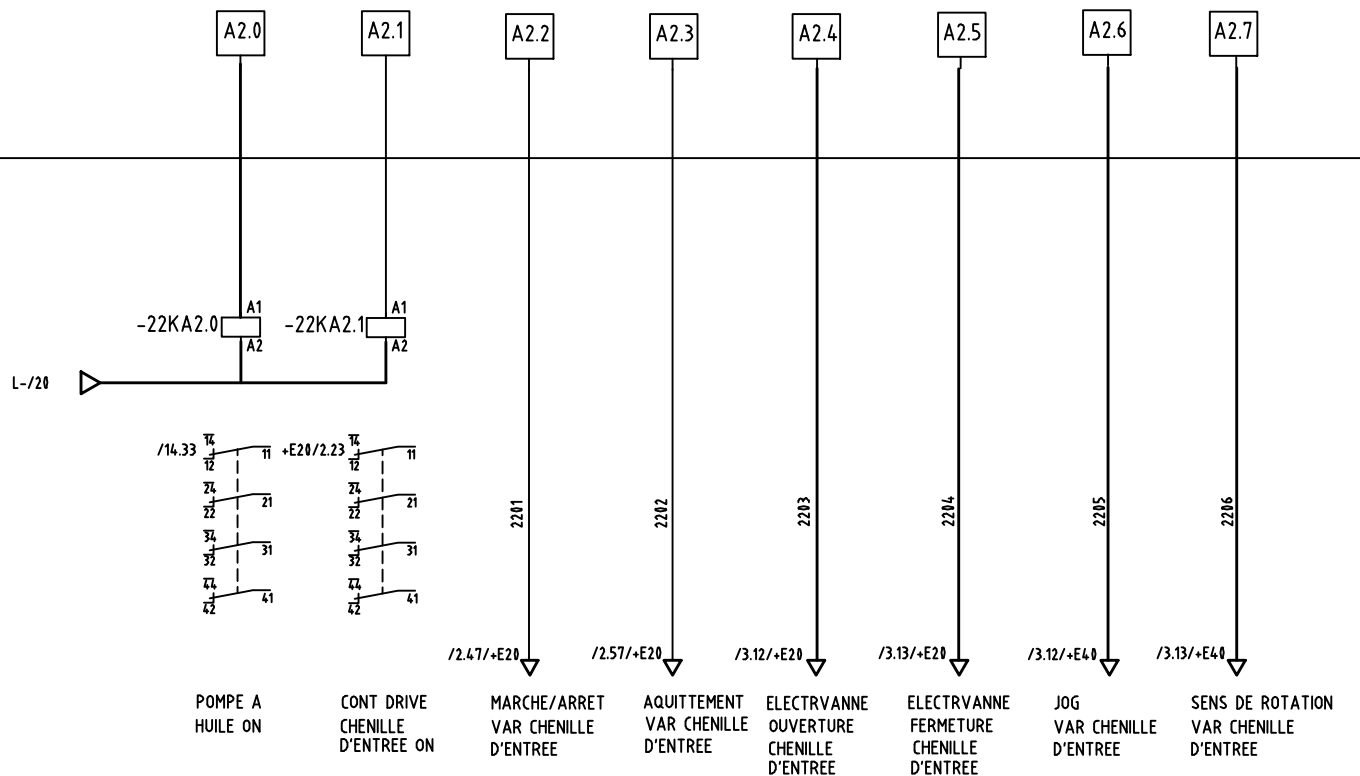 A2.0
A2.1
A2.2
A2.3
A2.4
A2.5
A2.6
A2.7
A1
-22KA2.0
A2
A1
-22KA2.1
A2
L-/20
/14.33
14
12
11
24
22
21
34
32
31
44
42
41
+E20/2.23
14
12
11
24
22
21
34
32
31
44
42
41
2201
2202
2203
2204
2205
2206
/2.47/+E20
/2.57/+E20
/3.12/+E20
/3.13/+E20
/3.12/+E40
/3.13/+E40
POMPE A
HUILE ON
CONT DRIVE
CHENILLE
D'ENTREE ON
MARCHE/ARRET
VAR CHENILLE
D'ENTREE
AQUITTEMENT
VAR CHENILLE
D'ENTREE
ELECTRVANNE
OUVERTURE
CHENILLE
D'ENTREE
ELECTRVANNE
FERMETURE
CHENILLE
D'ENTREE
JOG
VAR CHENILLE
D'ENTREE
SENS DE ROTATION
VAR CHENILLE
D'ENTREE